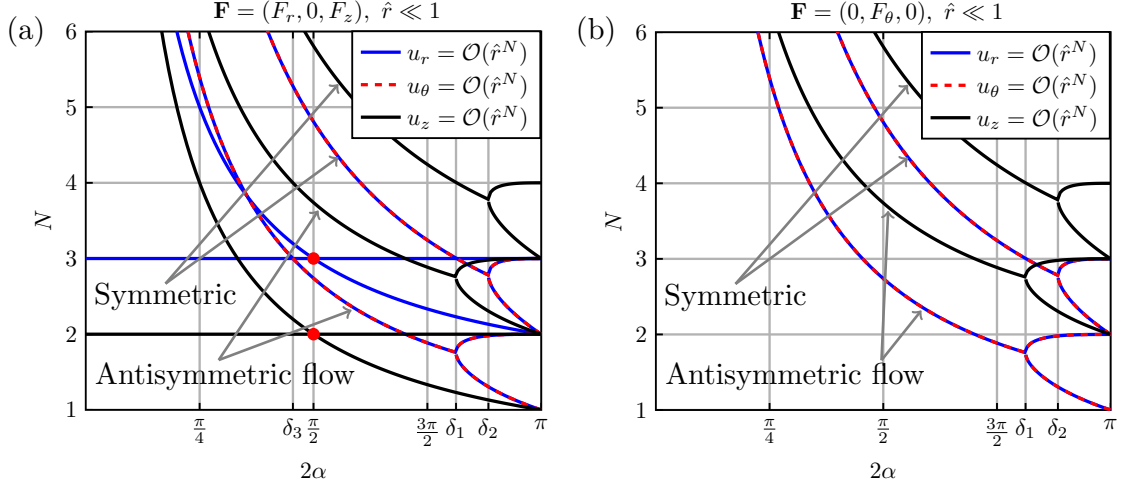 (a)
F = (F_r, 0, F_z), r̂ ≪ 1
6
5
4
3
2
1
N
u_r = O(r̂^N)
u_θ = O(r̂^N)
u_z = O(r̂^N)
Symmetric
Antisymmetric flow
π/4
δ_3
π/2
3π/2
δ_1
δ_2
π
2α
(b)
F = (0, F_θ, 0), r̂ ≪ 1
6
5
4
3
2
1
N
u_r = O(r̂^N)
u_θ = O(r̂^N)
u_z = O(r̂^N)
Symmetric
Antisymmetric flow
π/4
π/2
3π/2
δ_1
δ_2
π
2α